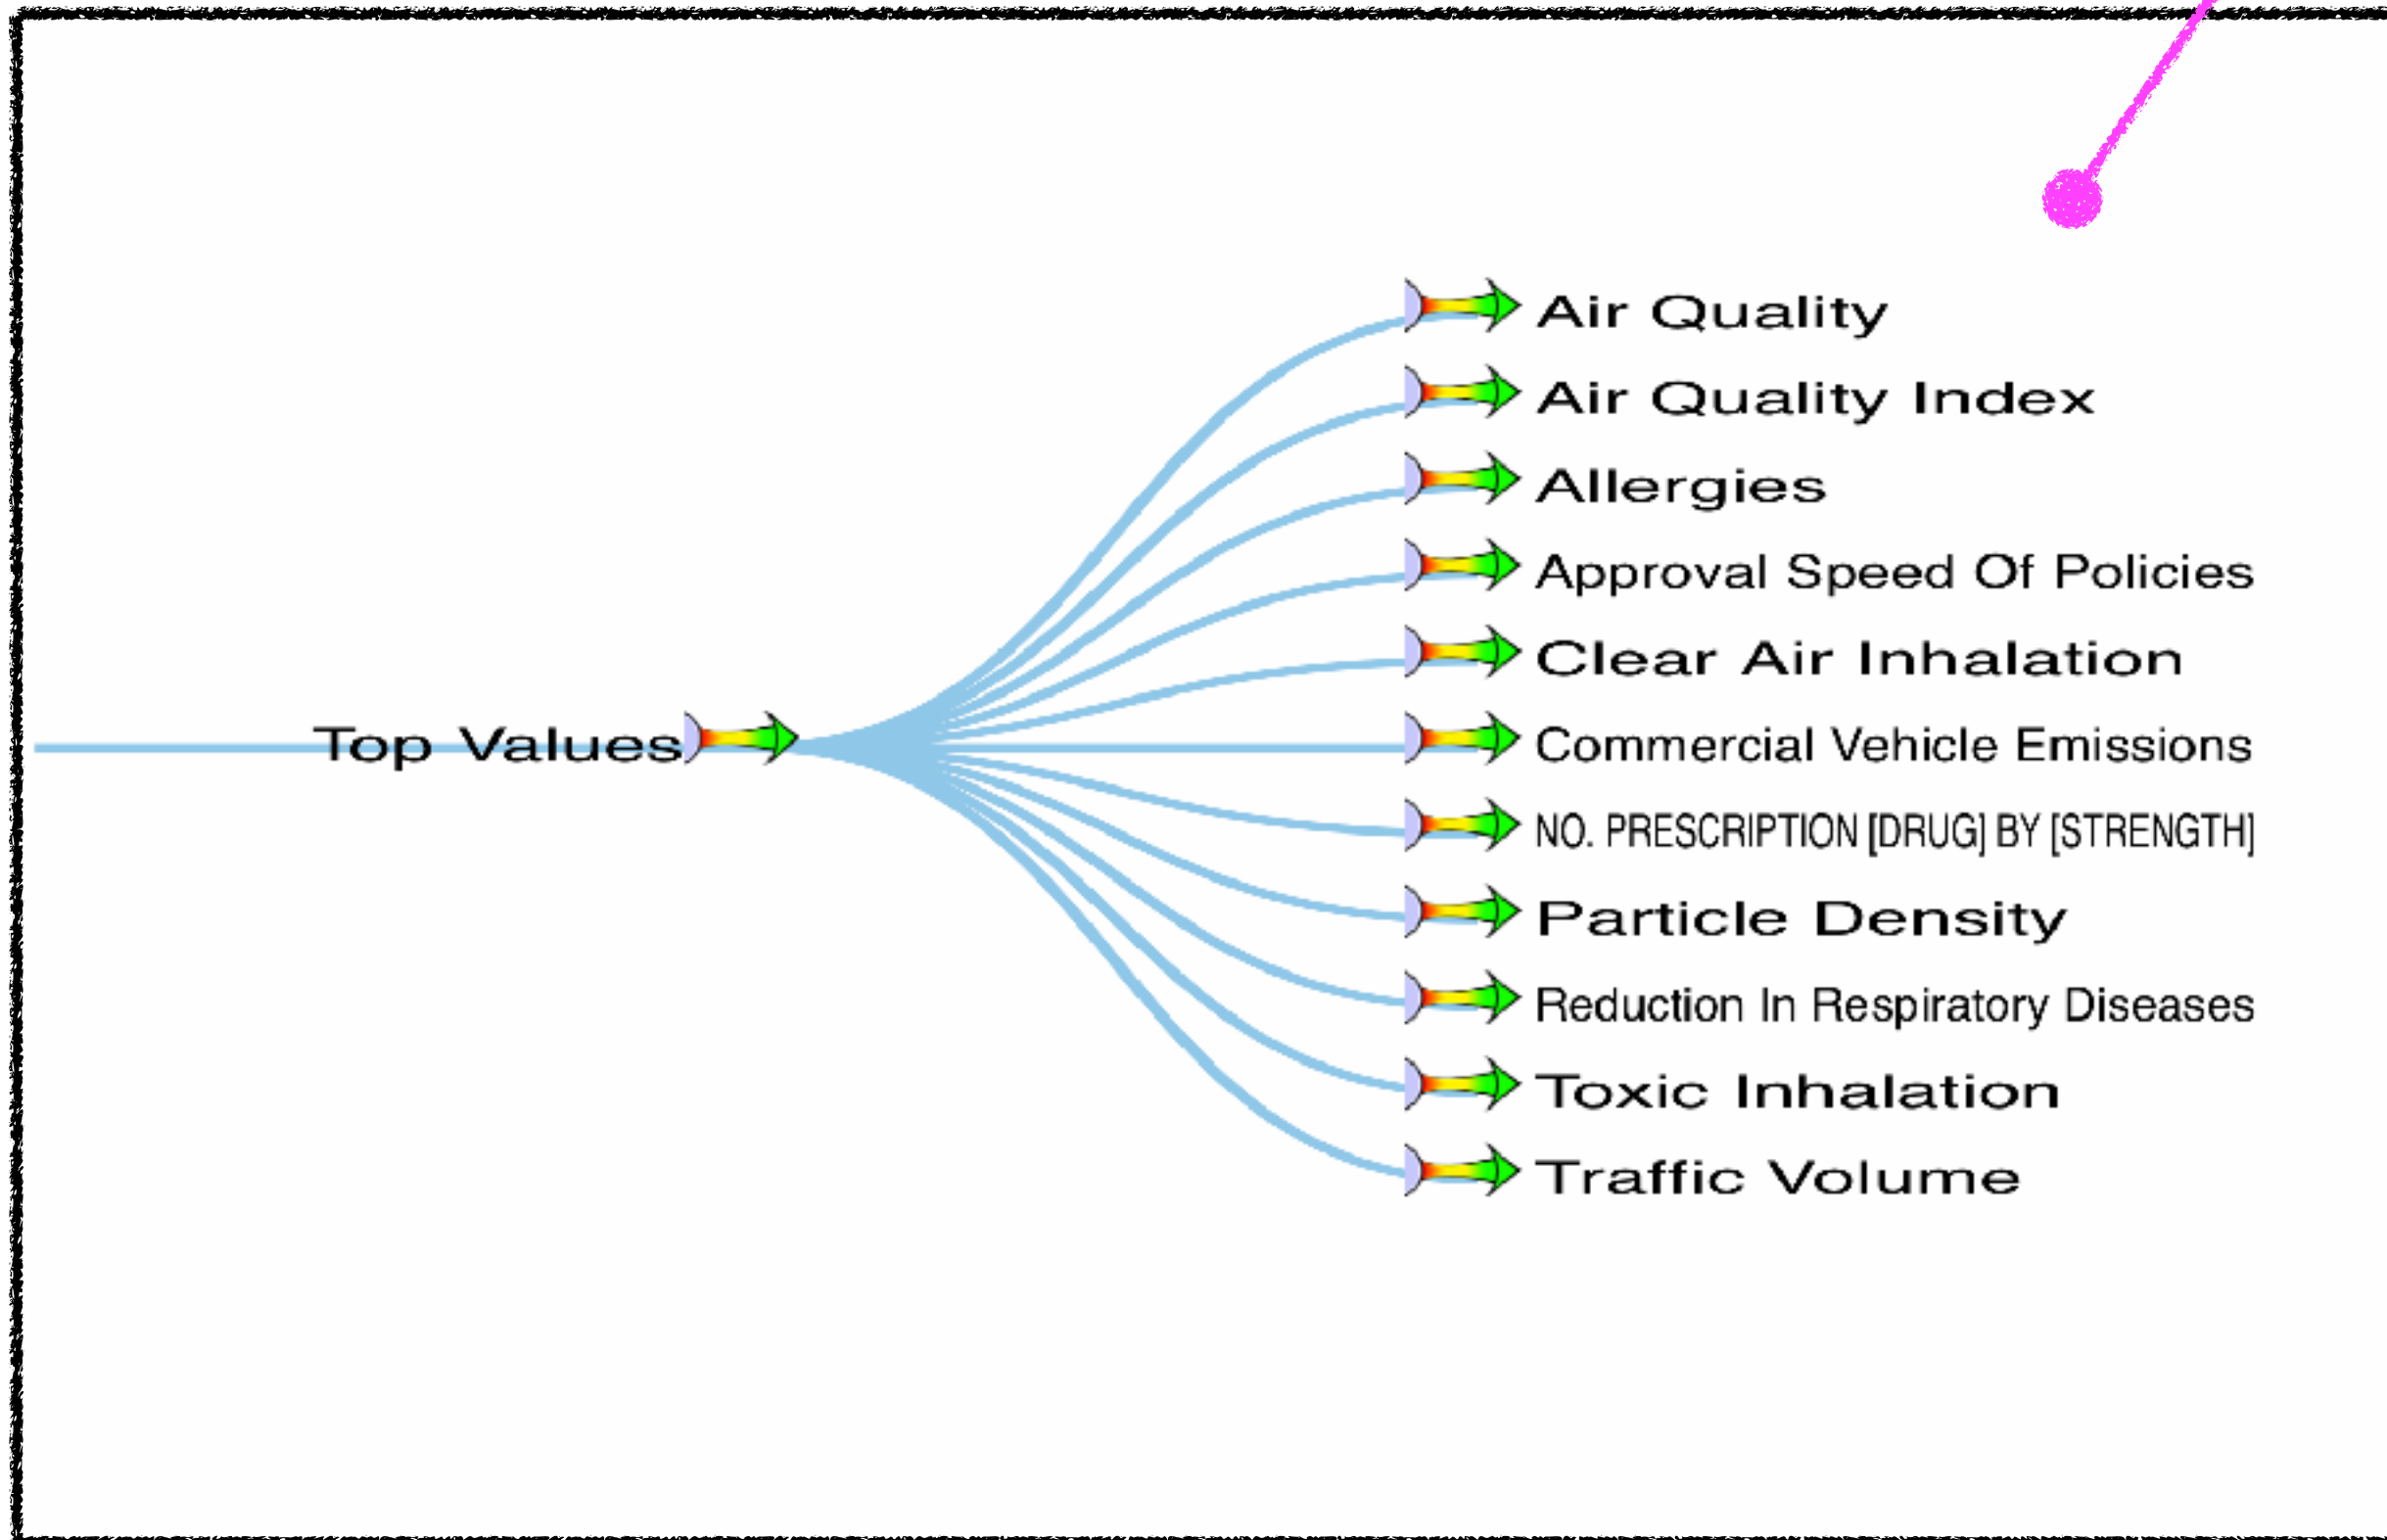 Air Quality
Air Quality Index
Allergies
Approval Speed Of Policies
Clear Air Inhalation
Top Values
Commercial Vehicle Emissions
NO. PRESCRIPTION [DRUG] BY [STRENGTH]
Particle Density
Reduction In Respiratory Diseases
Toxic Inhalation
Traffic Volume